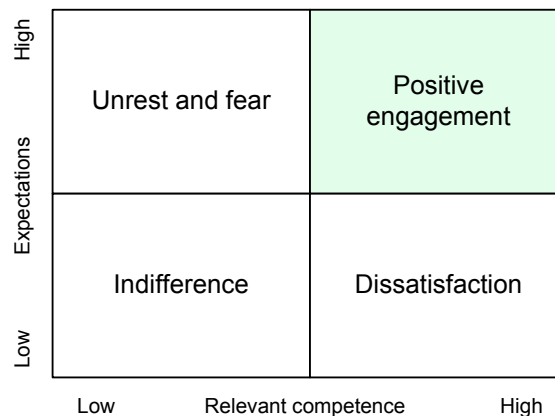 High
Unrest and fear
Positive
engagement
Expectations
Indifference
Dissatisfaction
Low
Low
Relevant competence
High